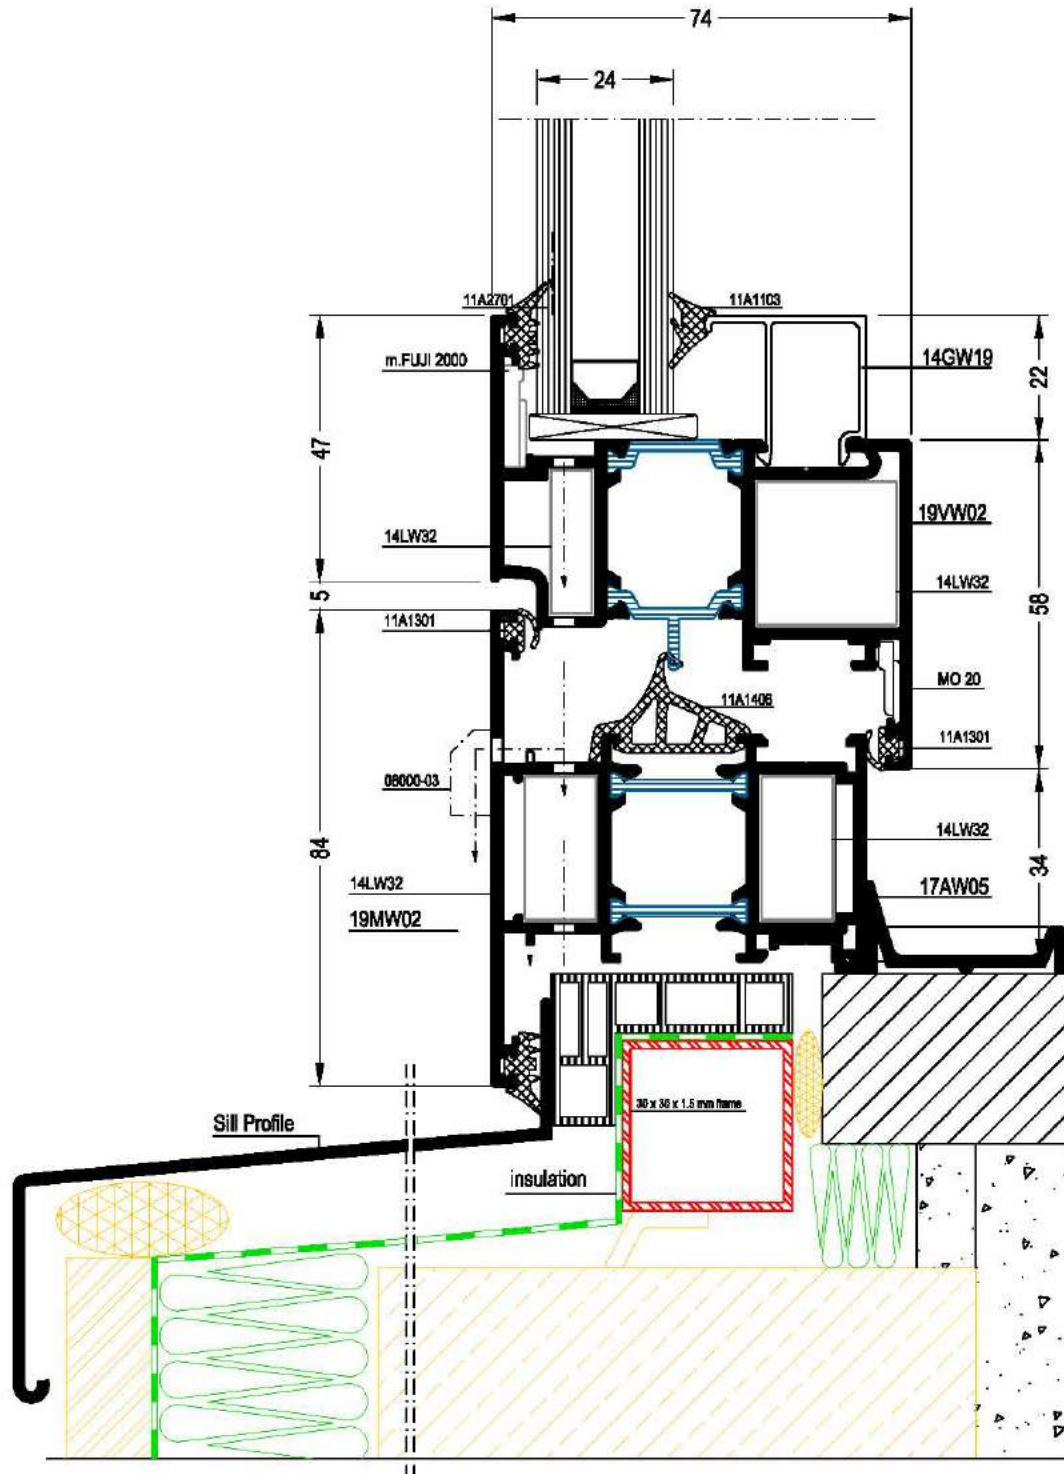 74
24
11A2701
11A1103
m.FUJI 2000
14GW19
22
47
14LW32
19VW02
14LW32
5
58
11A1301
MO 20
11A1406
11A1301
08000-03
84
14LW32
34
14LW32
17AW05
19MW02
30 x 30 x 1.5 mm frame
Sill Profile
insulation